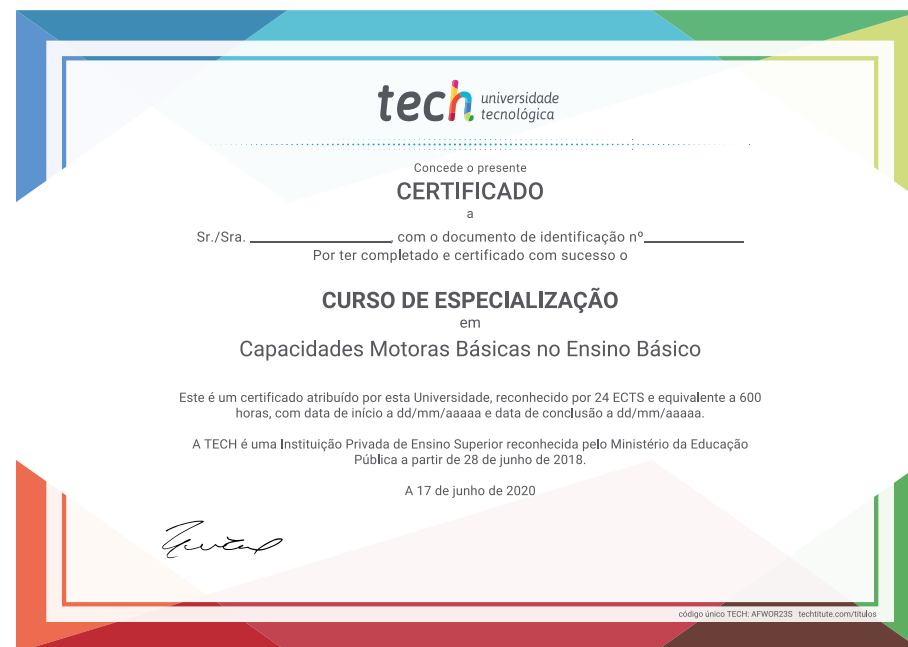 tech universidade
tecnológica
Concede o presente
CERTIFICADO
a
Sr./Sra. ____________, com o documento de identificação nº____________
Por ter completado e certificado com sucesso o
CURSO DE ESPECIALIZAÇÃO
em
Capacidades Motoras Básicas no Ensino Básico
Este é um certificado atribuído por esta Universidade, reconhecido por 24 ECTS e equivalente a 600
horas, com data de início a dd/mm/aaaaa e data de conclusão a dd/mm/aaaaa.
A TECH é uma Instituição Privada de Ensino Superior reconhecida pelo Ministério da Educação
Pública a partir de 28 de junho de 2018.
A 17 de junho de 2020
código único TECH: AFWOR23S techtitute.com/titulos